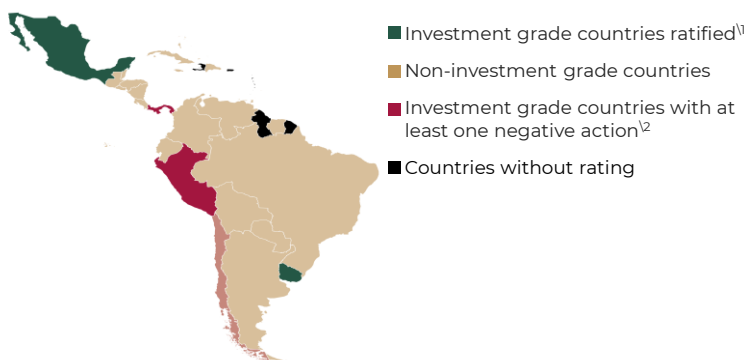 Investment grade countries ratified\1
Non-investment grade countries
Investment grade countries with at
least one negative action\2
Countries without rating